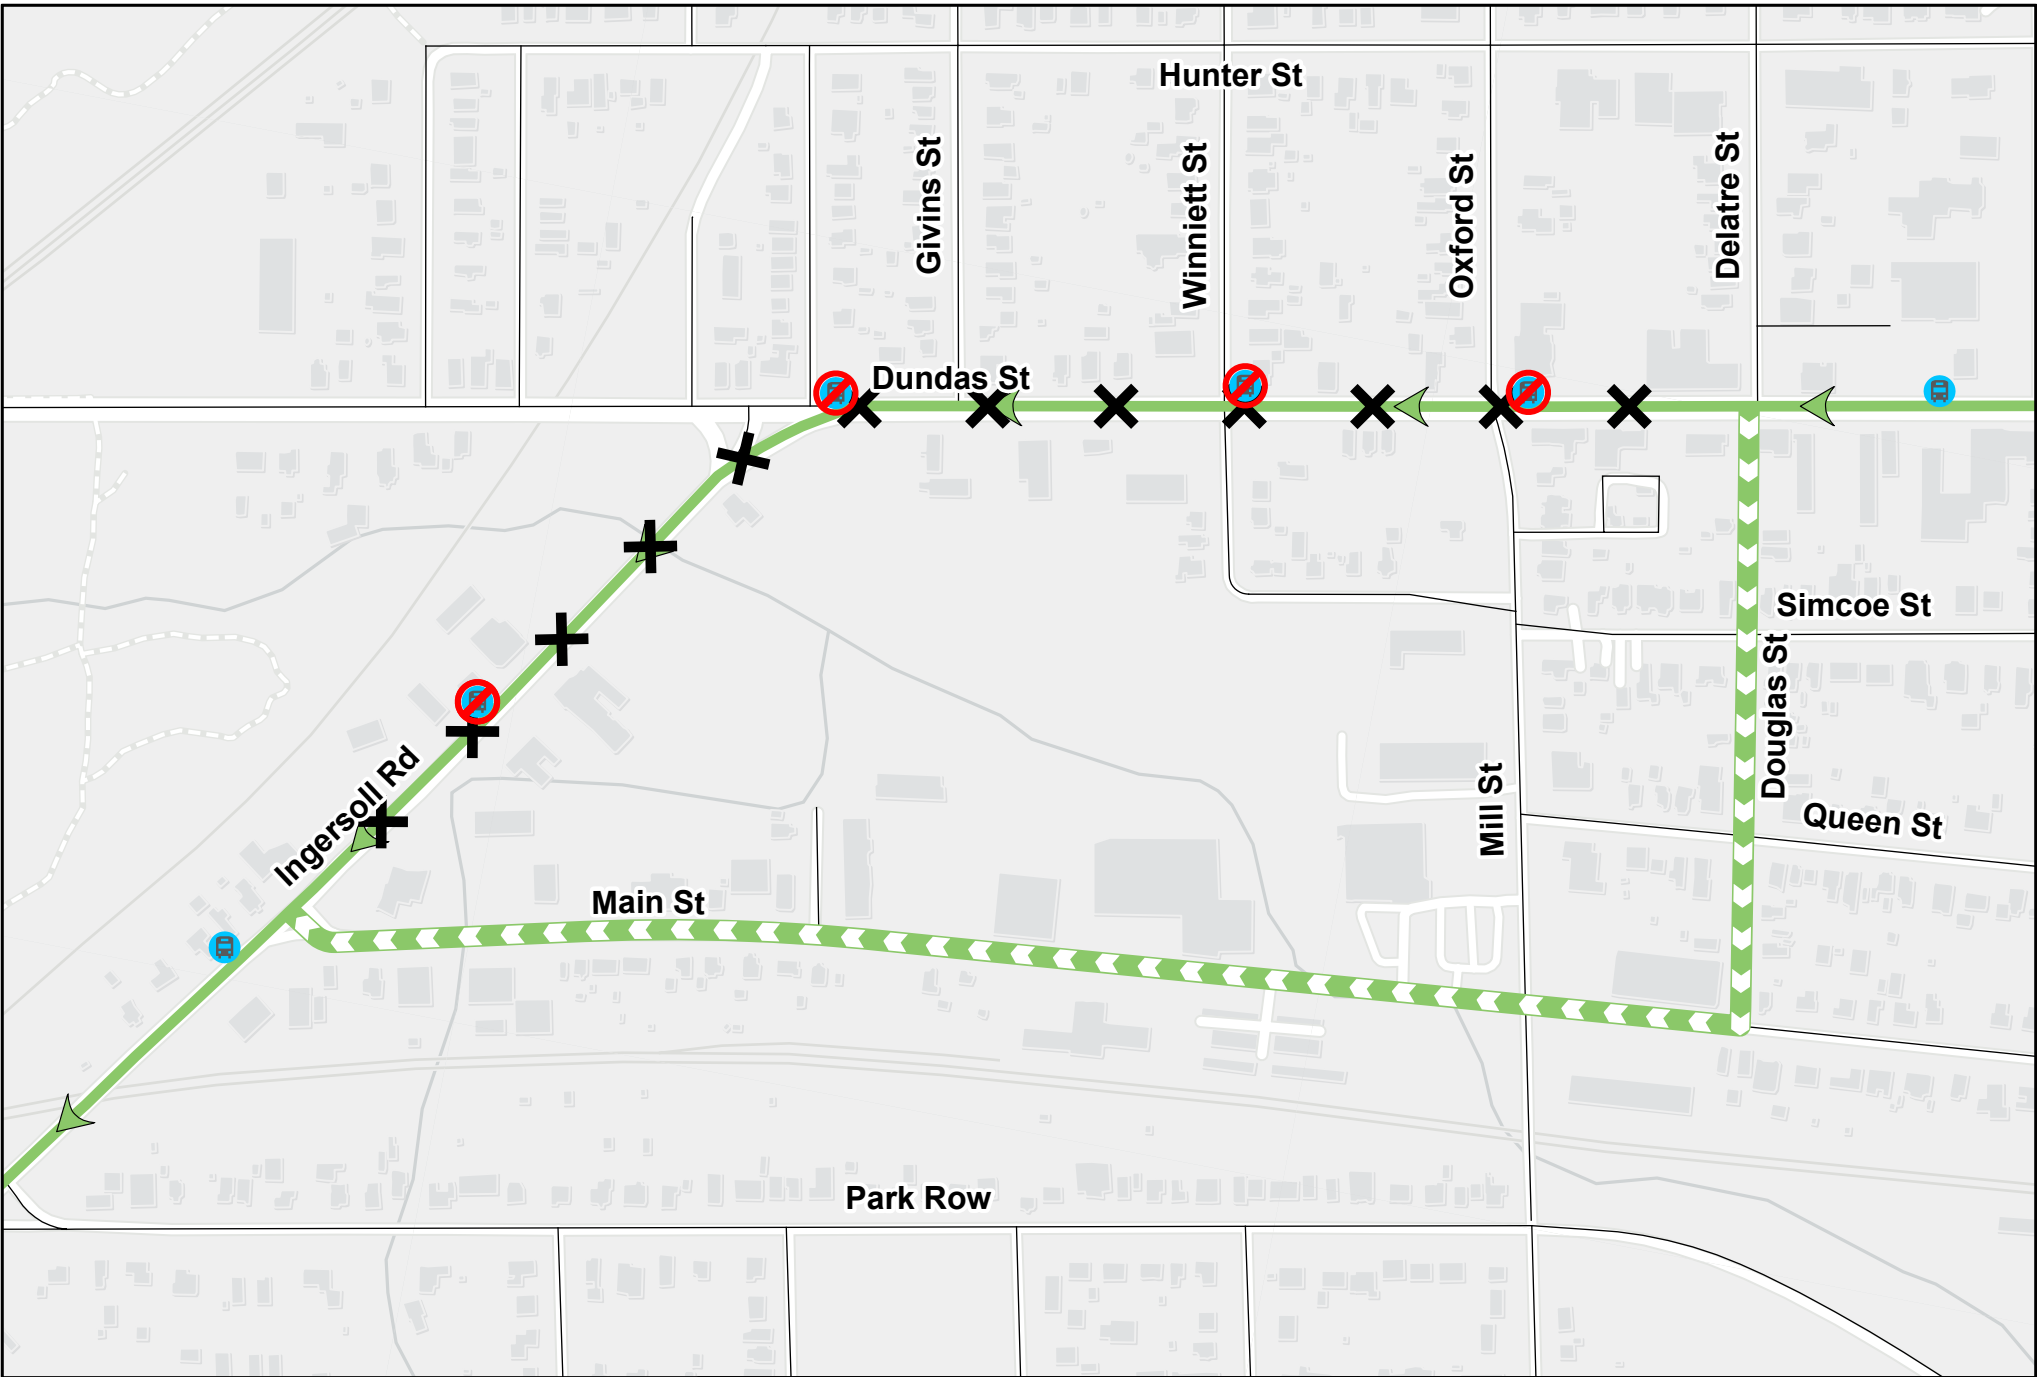 Hunter St
Givins St
Winniett St
Oxford St
Delatre St
Dundas St
Simcoe St
Douglas St
Ingersoll Rd
Mill St
Queen St
Main St
Park Row